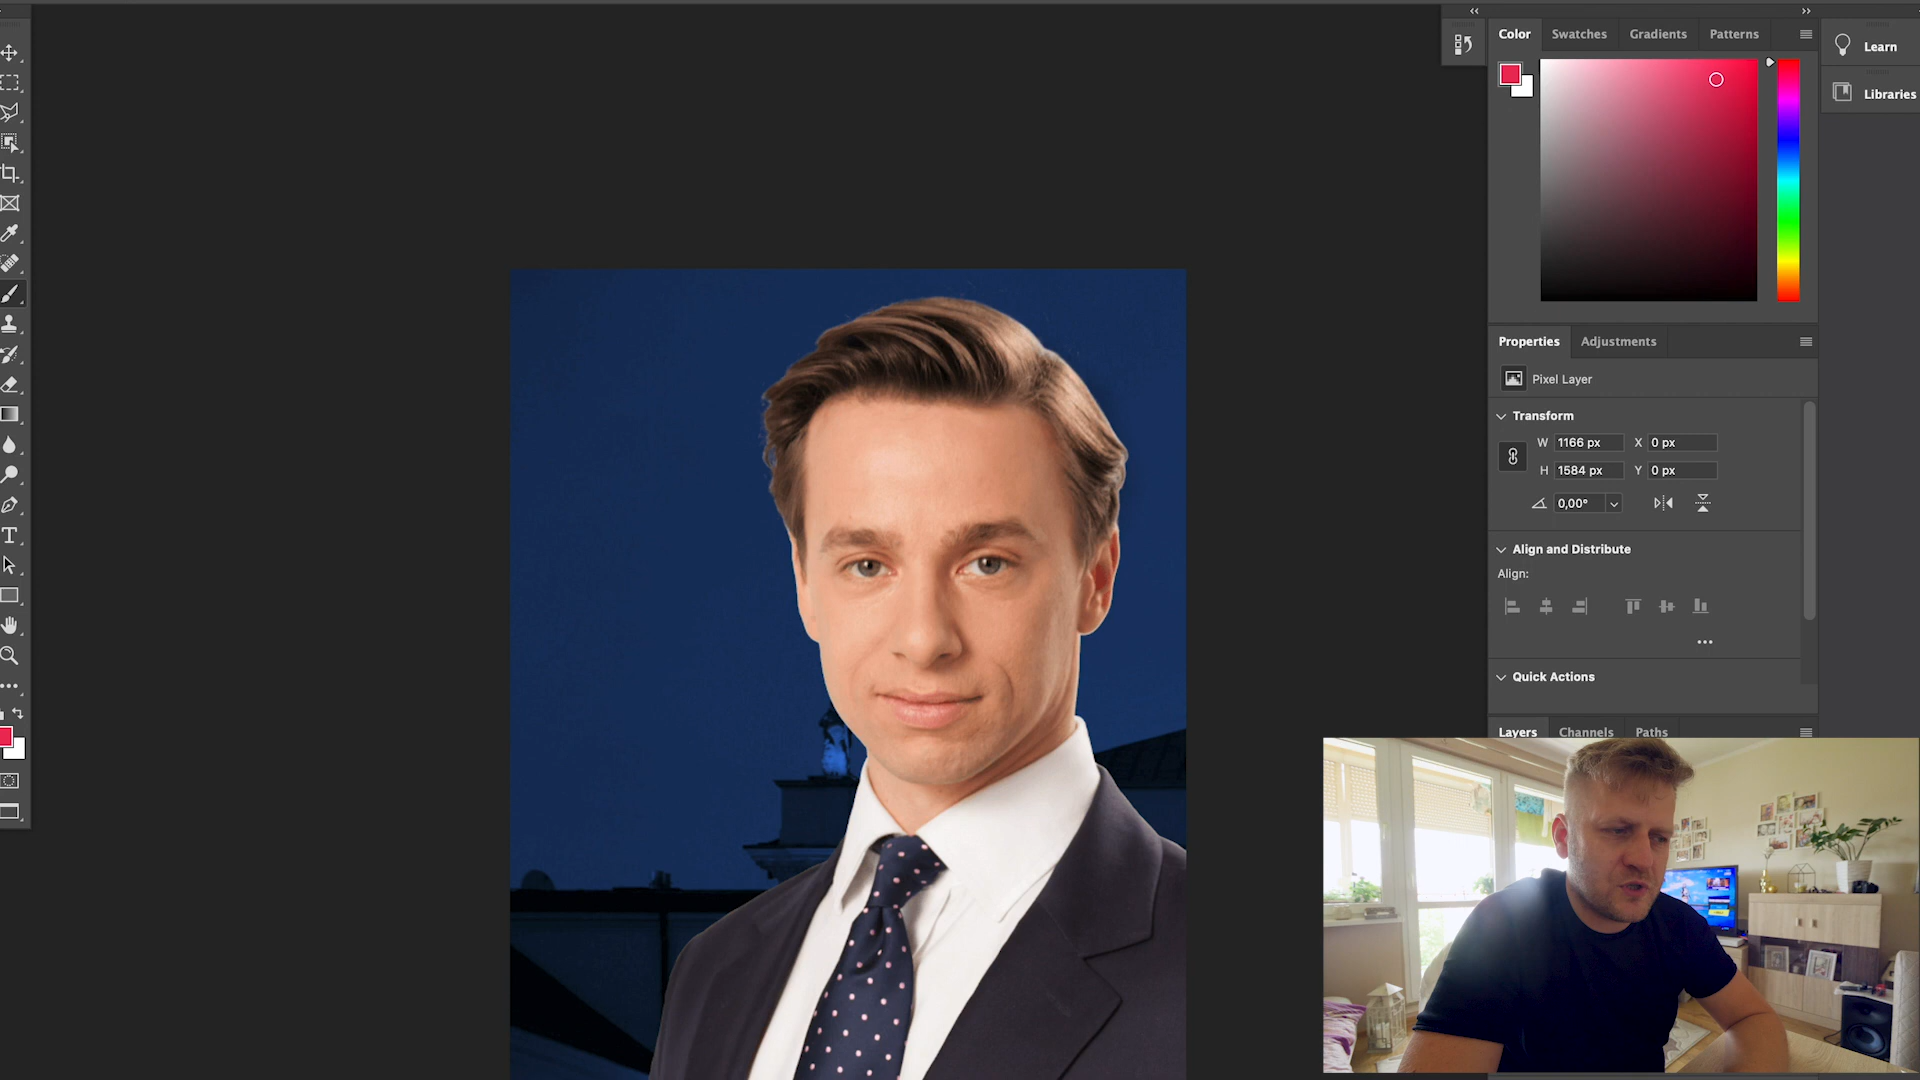 Color Swatches Gradients Patterns
Learn
Libraries
Properties Adjustments
Pixel Layer
Transform
W 1166 px X 0 px
H 1584 px Y 0 px
0,00°
Align and Distribute
Align:
Quick Actions
Layers Channels Paths